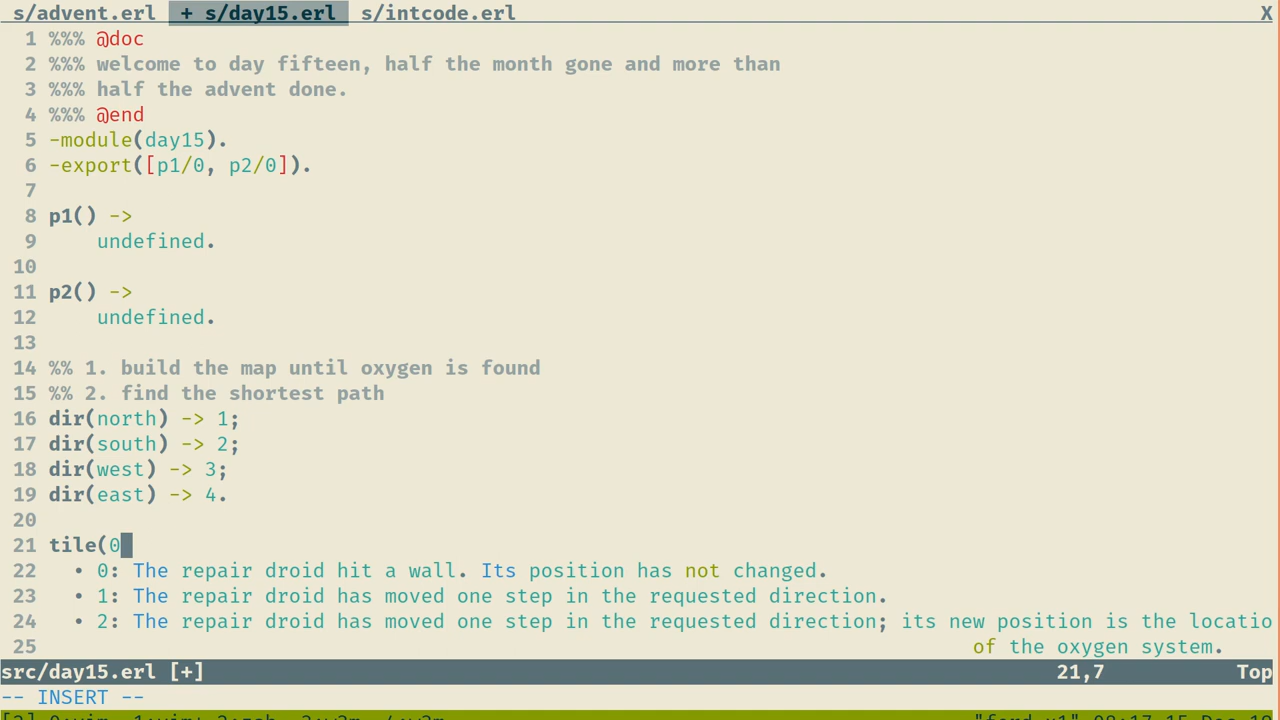 s/advent.erl + s/day15.erl s/intcode.erl X
1 %%% @doc
2 %%% welcome to day fifteen, half the month gone and more than
3 %%% half the advent done.
4 %%% @end
5 -module(day15).
6 -export([p1/0, p2/0]).
7
8 p1() ->
9 undefined.
10
11 p2() ->
12 undefined.
13
14 %% 1. build the map until oxygen is found
15 %% 2. find the shortest path
16 dir(north) -> 1;
17 dir(south) -> 2;
18 dir(west) -> 3;
19 dir(east) -> 4.
20
21 tile(0
22 • 0: The repair droid hit a wall. Its position has not changed.
23 • 1: The repair droid has moved one step in the requested direction.
24 • 2: The repair droid has moved one step in the requested direction; its new position is the locatio
25 of the oxygen system.
src/day15.erl [+] 21,7 Top
-- INSERT --